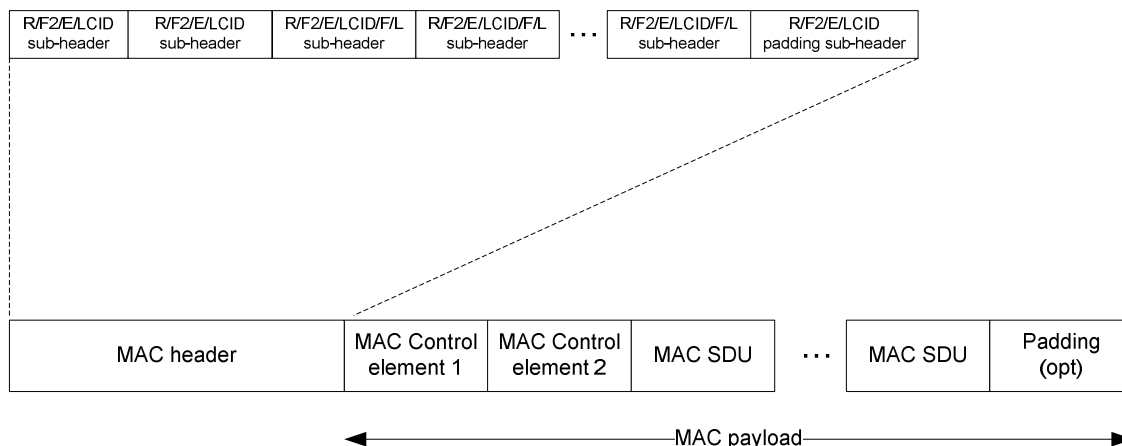 R/F2/E/LCID
sub-header
R/F2/E/LCID
sub-header
R/F2/E/LCID/F/L
sub-header
R/F2/E/LCID/F/L
sub-header
...
R/F2/E/LCID/F/L
sub-header
R/F2/E/LCID
padding sub-header
MAC header
MAC Control
element 1
MAC Control
element 2
MAC SDU
...
MAC SDU
Padding
(opt)
MAC payload